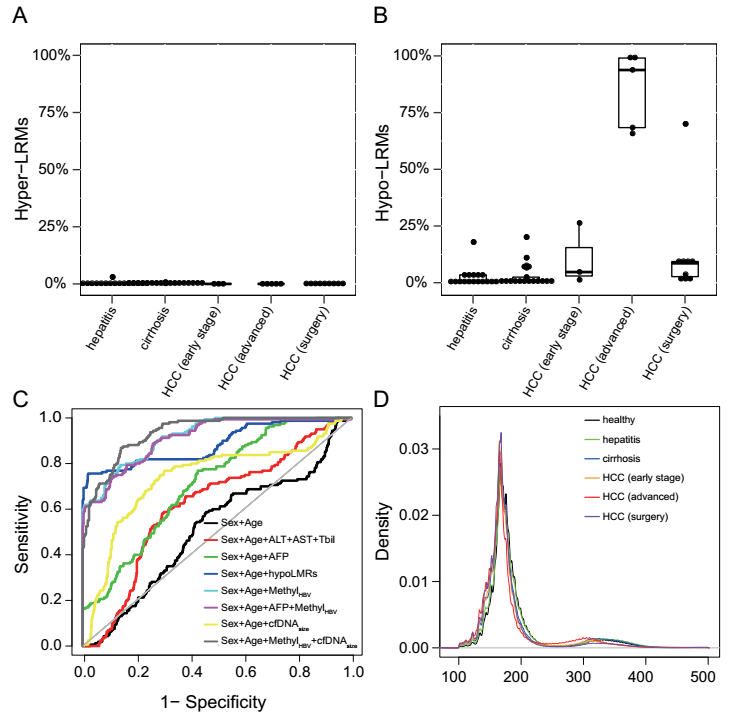 A
B
Hyper−LRMs
100%
75%
50%
25%
0%
hepatitis
cirrhosis
HCC (early stage)
HCC (advanced)
HCC (surgery)
Hypo−LRMs
100%
75%
50%
25%
0%
hepatitis
cirrhosis
HCC (early stage)
HCC (advanced)
HCC (surgery)
C
D
Sensitivity
1.0
0.8
0.6
0.4
0.2
0.0
Sex+Age
Sex+Age+ALT+AST+Tbil
Sex+Age+AFP
Sex+Age+hypoLMRs
Sex+Age+MethylHBV
Sex+Age+AFP+MethylHBV
Sex+Age+cfDNAsize
Sex+Age+MethylHBV+cfDNAsize
0.0 0.2 0.4 0.6 0.8 1.0
1− Specificity
Density
0.03
0.02
0.01
0.00
healthy
hepatitis
cirrhosis
HCC (early stage)
HCC (advanced)
HCC (surgery)
100 200 300 400 500